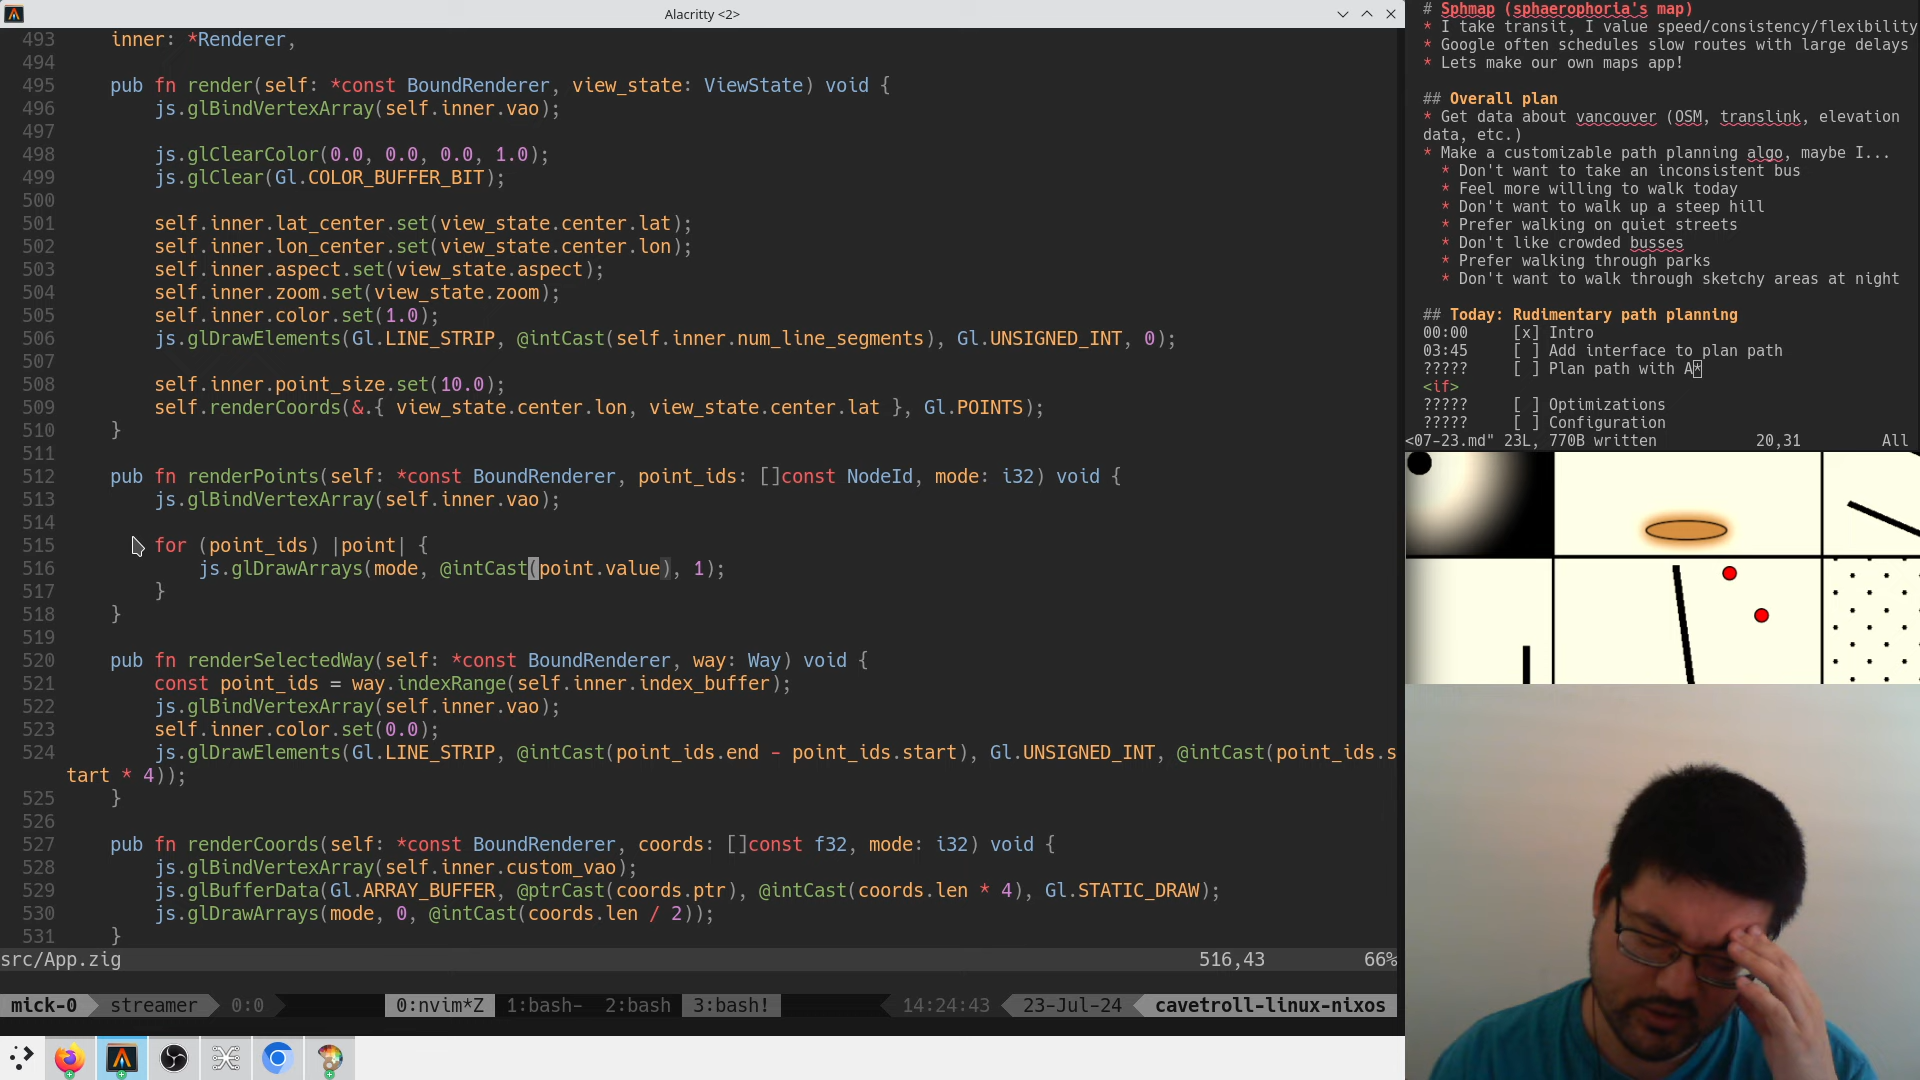 Alacritty <2>
493 inner: *Renderer,
494
495 pub fn render(self: *const BoundRenderer, view_state: ViewState) void {
496 js.glBindVertexArray(self.inner.vao);
497
498 js.glClearColor(0.0, 0.0, 0.0, 1.0);
499 js.glClear(Gl.COLOR_BUFFER_BIT);
500
501 self.inner.lat_center.set(view_state.center.lat);
502 self.inner.lon_center.set(view_state.center.lon);
503 self.inner.aspect.set(view_state.aspect);
504 self.inner.zoom.set(view_state.zoom);
505 self.inner.color.set(1.0);
506 js.glDrawElements(Gl.LINE_STRIP, @intCast(self.inner.num_line_segments), Gl.UNSIGNED_INT, 0);
507
508 self.inner.point_size.set(10.0);
509 self.renderCoords(&.{ view_state.center.lon, view_state.center.lat }, Gl.POINTS);
510 }
511
512 pub fn renderPoints(self: *const BoundRenderer, point_ids: []const NodeId, mode: i32) void {
513 js.glBindVertexArray(self.inner.vao);
514
515 for (point_ids) |point| {
516 js.glDrawArrays(mode, @intCast(point.value), 1);
517 }
518 }
519
520 pub fn renderSelectedWay(self: *const BoundRenderer, way: Way) void {
521 const point_ids = way.indexRange(self.inner.index_buffer);
522 js.glBindVertexArray(self.inner.vao);
523 self.inner.color.set(0.0);
524 js.glDrawElements(Gl.LINE_STRIP, @intCast(point_ids.end - point_ids.start), Gl.UNSIGNED_INT, @intCast(point_ids.s
tart * 4));
525 }
526
527 pub fn renderCoords(self: *const BoundRenderer, coords: []const f32, mode: i32) void {
528 js.glBindVertexArray(self.inner.custom_vao);
529 js.glBufferData(Gl.ARRAY_BUFFER, @ptrCast(coords.ptr), @intCast(coords.len * 4), Gl.STATIC_DRAW);
530 js.glDrawArrays(mode, 0, @intCast(coords.len / 2));
531 }
src/App.zig 516,43 66%
mick-0 streamer 0:0 0:nvim*Z 1:bash- 2:bash 3:bash! 14:24:43 23-Jul-24 cavetroll-linux-nixos
# Sphmap (sphaerophoria's map)
* I take transit, I value speed/consistency/flexibility
* Google often schedules slow routes with large delays
* Lets make our own maps app!
## Overall plan
* Get data about vancouver (OSM, translink, elevation
data, etc.)
* Make a customizable path planning algo, maybe I...
* Don't want to take an inconsistent bus
* Feel more willing to walk today
* Don't want to walk up a steep hill
* Prefer walking on quiet streets
* Don't like crowded busses
* Prefer walking through parks
* Don't want to walk through sketchy areas at night
## Today: Rudimentary path planning
00:00 [x] Intro
03:45 [ ] Add interface to plan path
????? [ ] Plan path with A*
<if>
????? [ ] Optimizations
????? [ ] Configuration
<07-23.md" 23L, 770B written 20,31 All